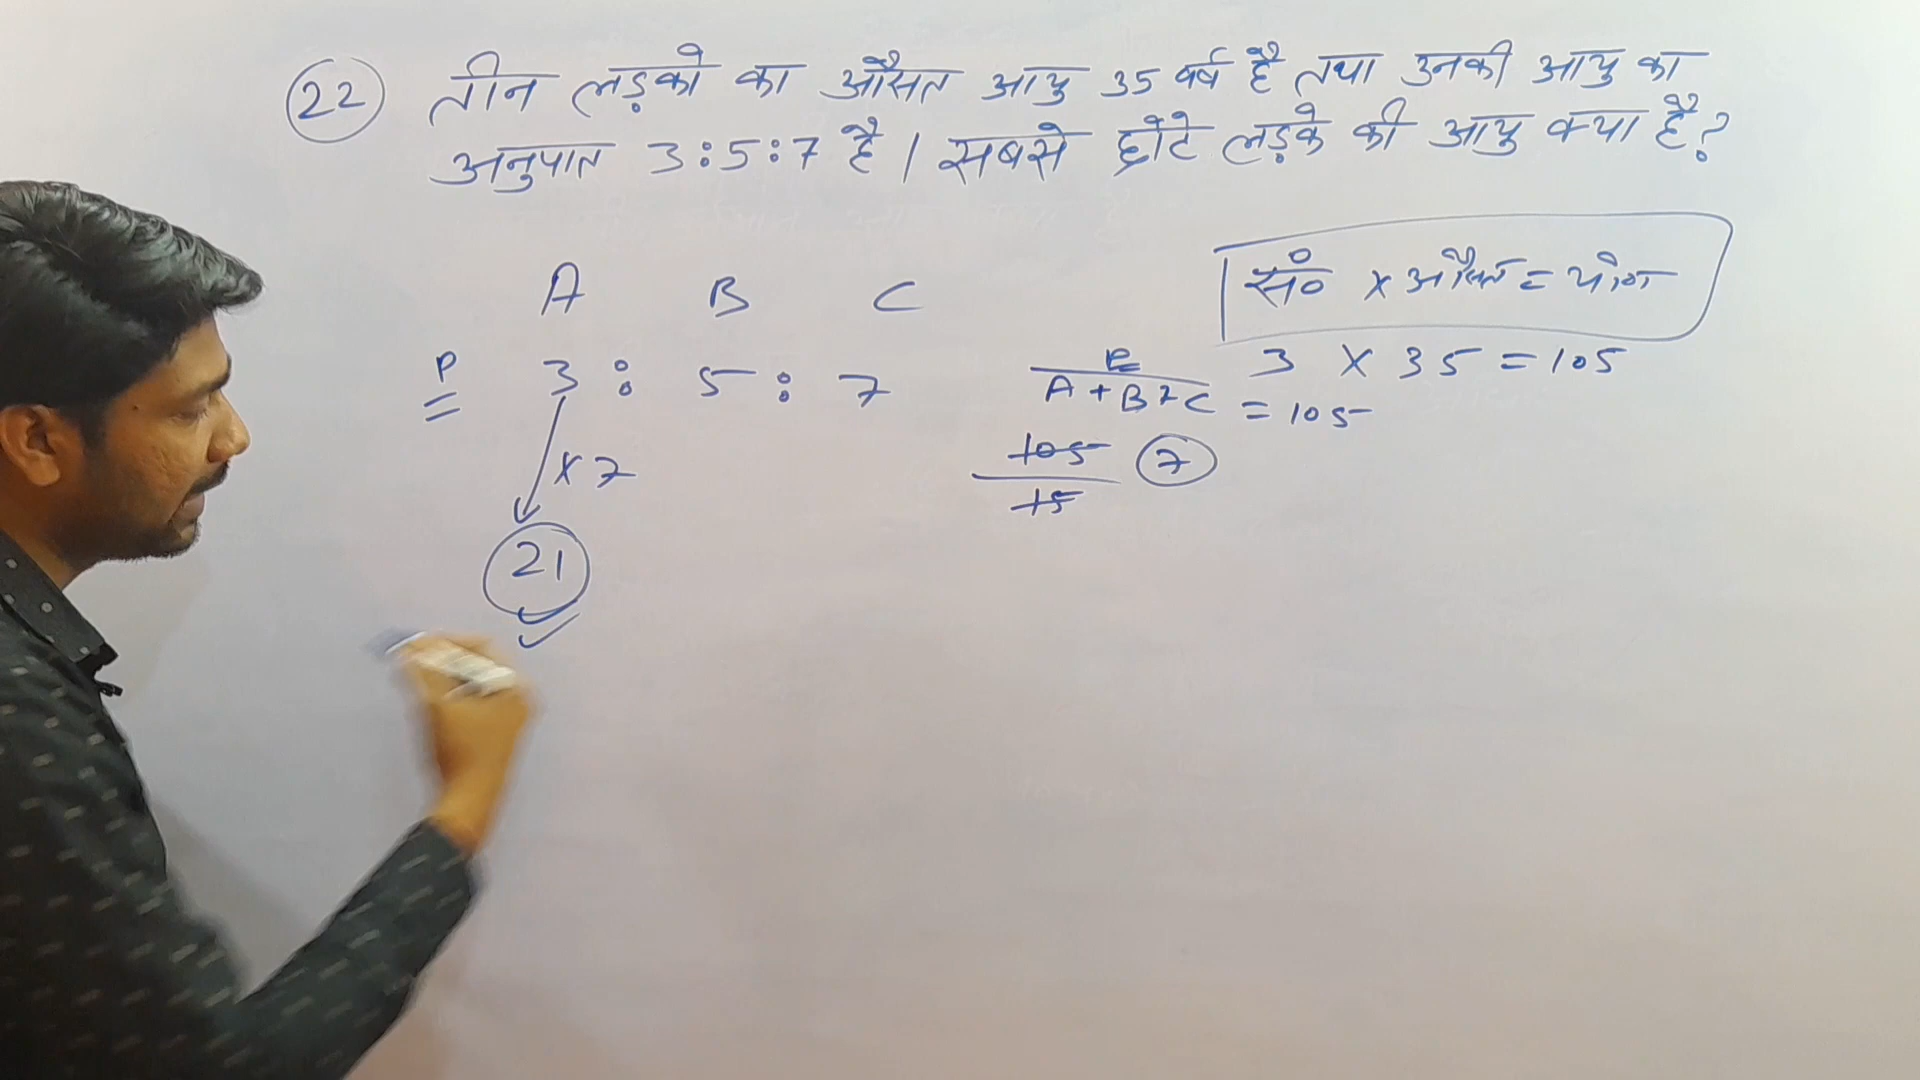 22 तीन लड़को का औसत आयु 35 वर्ष है तथा उनकी आयु का
अनुपात 3:5:7 है। सबसे छोटे लड़के की आयु क्या है?
सं० × औसत = योग
A B C
P 3 : 5 : 7
3 × 35 = 105
P
A + B + C = 105
×7
105 7
15
21